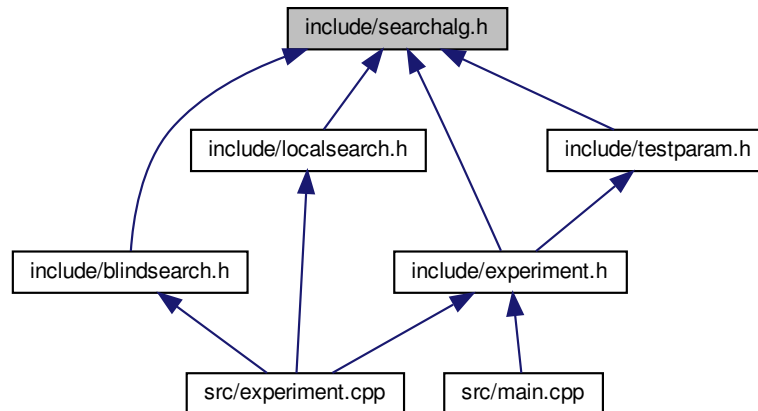 include/searchalg.h
include/localsearch.h
include/testparam.h
include/blindsearch.h
include/experiment.h
src/experiment.cpp
src/main.cpp